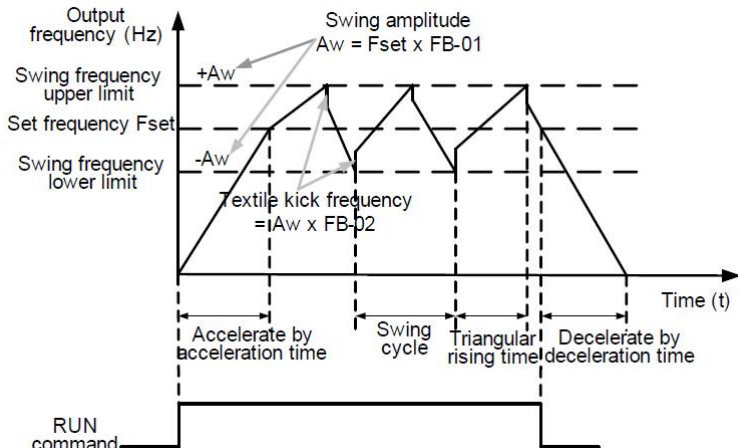 Output
frequency (Hz)
Swing amplitude
Aw = Fset x FB-01
Swing frequency
upper limit
+Aw
Set frequency Fset
-Aw
Swing frequency
lower limit
Textile kick frequency
= Aw x FB-02
Time (t)
Accelerate by
acceleration time
Swing
cycle
Triangular
rising time
Decelerate by
deceleration time
RUN
command